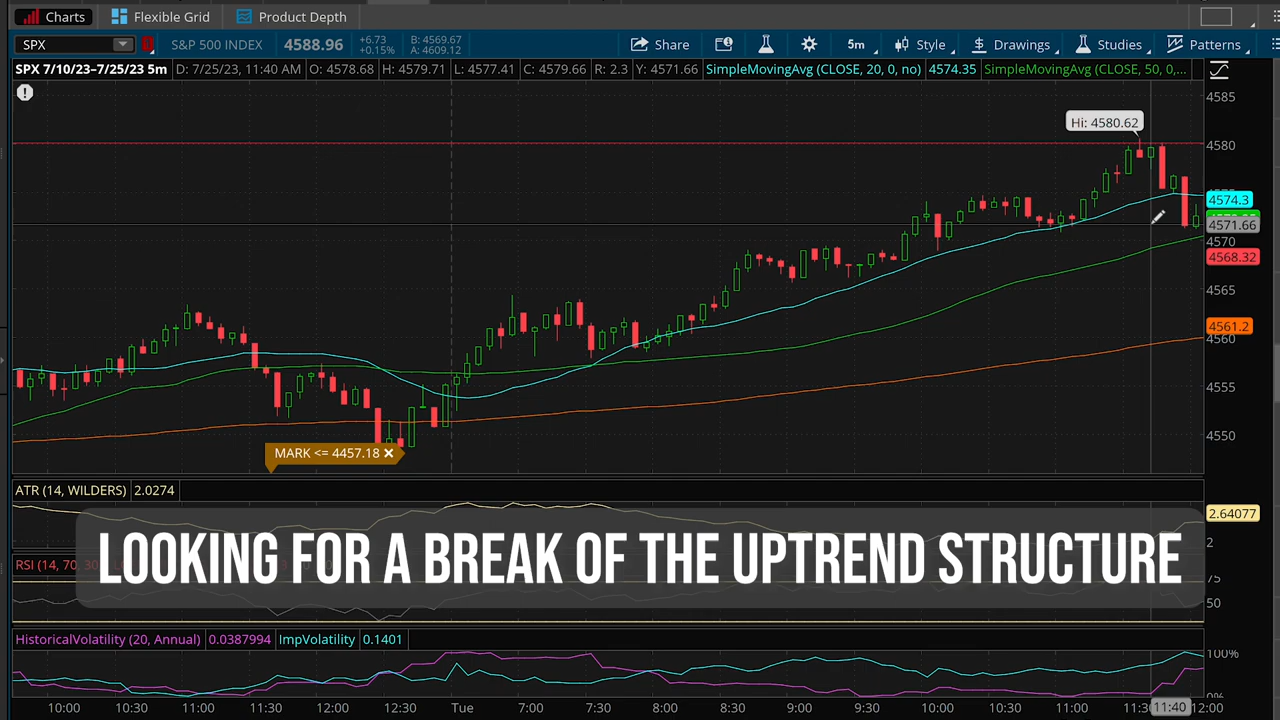 Charts Flexible Grid Product Depth
SPX S&P 500 INDEX 4588.96 +6.73 +0.15% B: 4569.67 A: 4609.12 Share 5m Style Drawings Studies Patterns
SPX 7/10/23–7/25/23 5m D: 7/25/23, 11:40 AM O: 4578.68 H: 4579.71 L: 4577.41 C: 4579.66 R: 2.3 Y: 4571.66 SimpleMovingAvg (CLOSE, 20, 0, no) 4574.35 SimpleMovingAvg (CLOSE, 50, 0,...
4585
Hi: 4580.62
4580
4574.3
4571.66
4570
4568.32
4565
4561.2
4560
4555
4550
MARK <= 4457.18
ATR (14, WILDERS) 2.0274
2.64077
2
LOOKING FOR A BREAK OF THE UPTREND STRUCTURE
RSI (14, 70, 30,
75
50
HistoricalVolatility (20, Annual) 0.0387994 ImpVolatility 0.1401
100%
0%
10:00 10:30 11:00 11:30 12:00 12:30 Tue 7:00 7:30 8:00 8:30 9:00 9:30 10:00 10:30 11:00 11:30 11:40 12:00